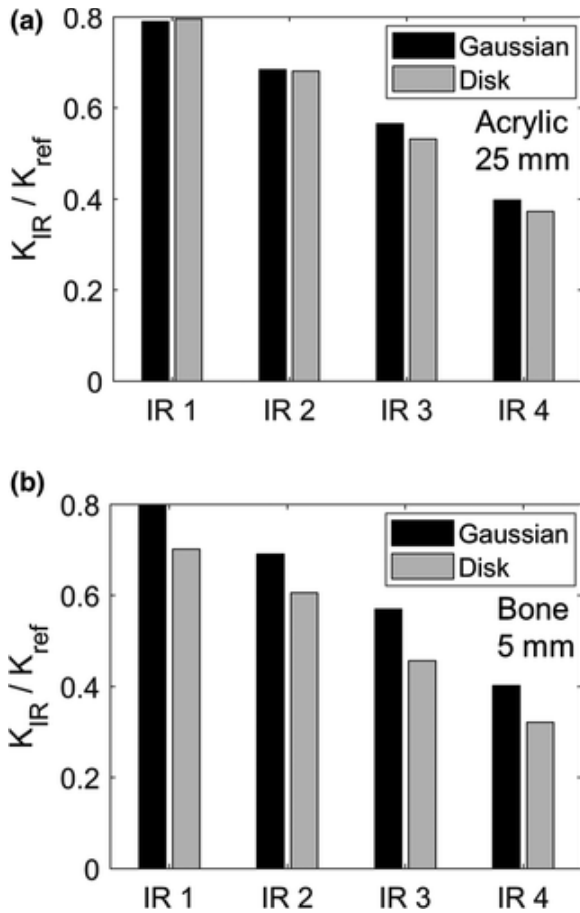 (a)
0.8
0.6
0.4
0.2
0
K_IR / K_ref
Gaussian
Disk
Acrylic
25 mm
IR 1 IR 2 IR 3 IR 4
(b)
0.8
0.6
0.4
0.2
0
K_IR / K_ref
Gaussian
Disk
Bone
5 mm
IR 1 IR 2 IR 3 IR 4